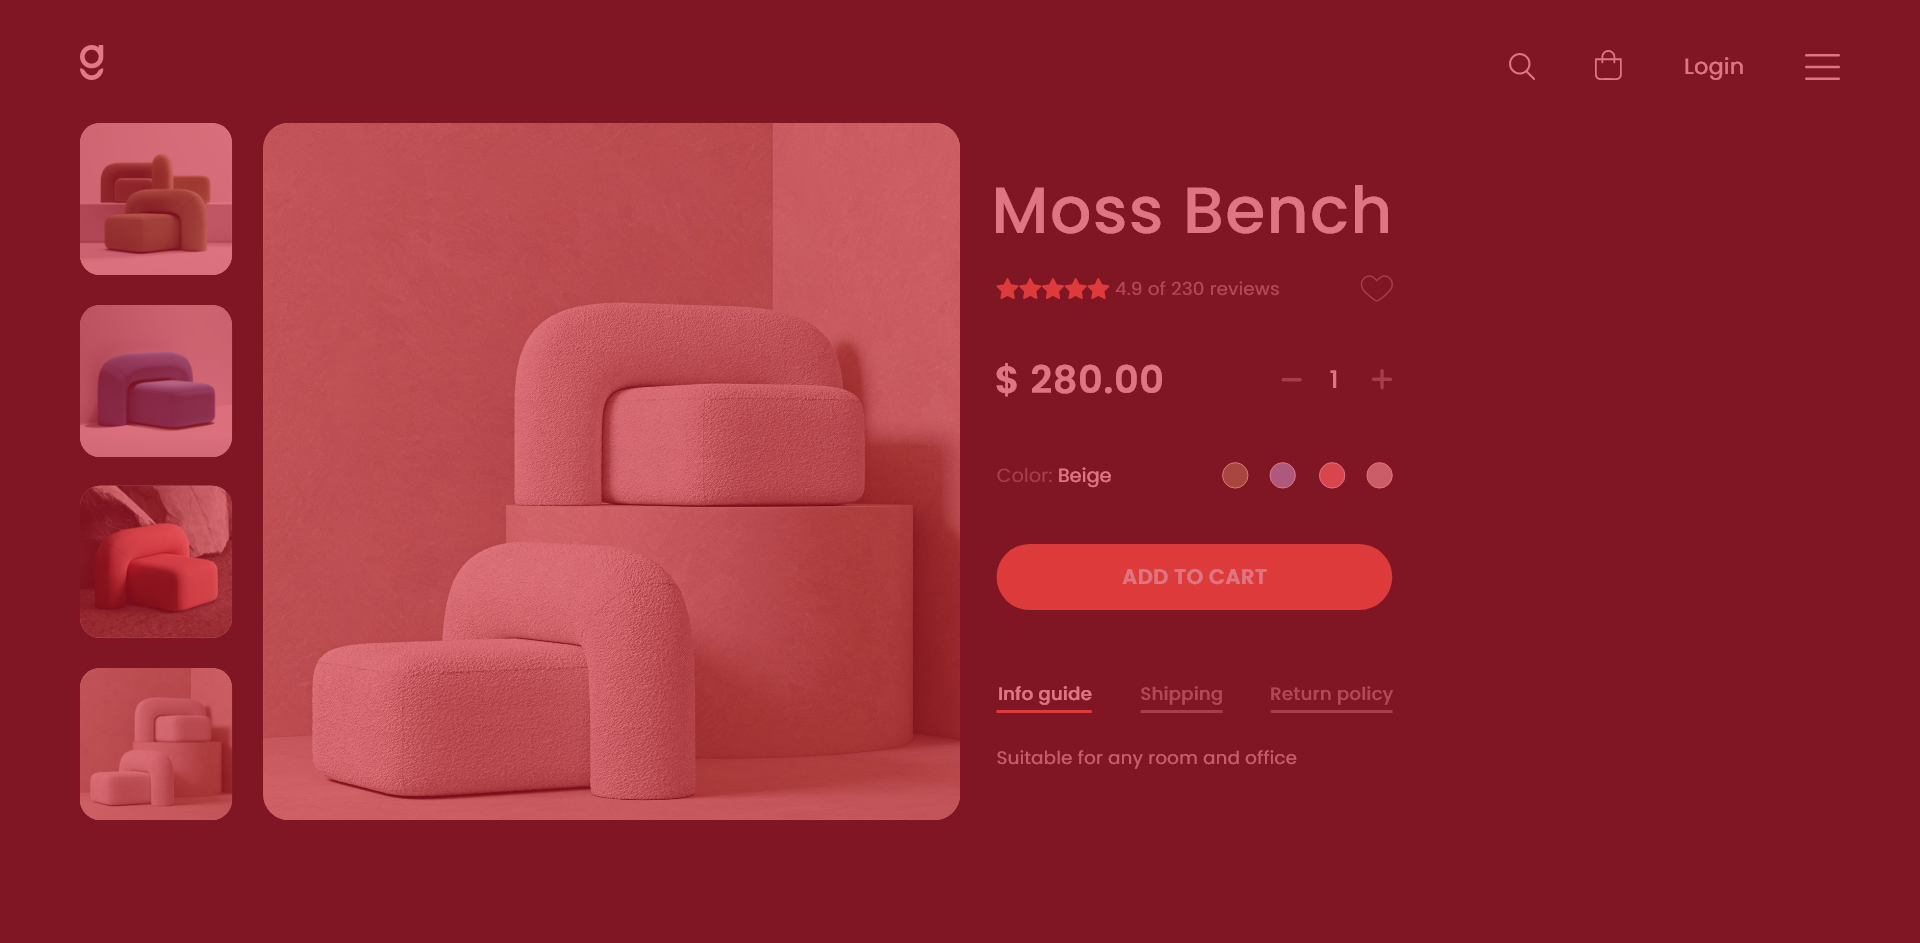 g
Login
Moss Bench
4.9 of 230 reviews
$ 280.00
1
Color: Beige
ADD TO CART
Info guide Shipping Return policy
Suitable for any room and office